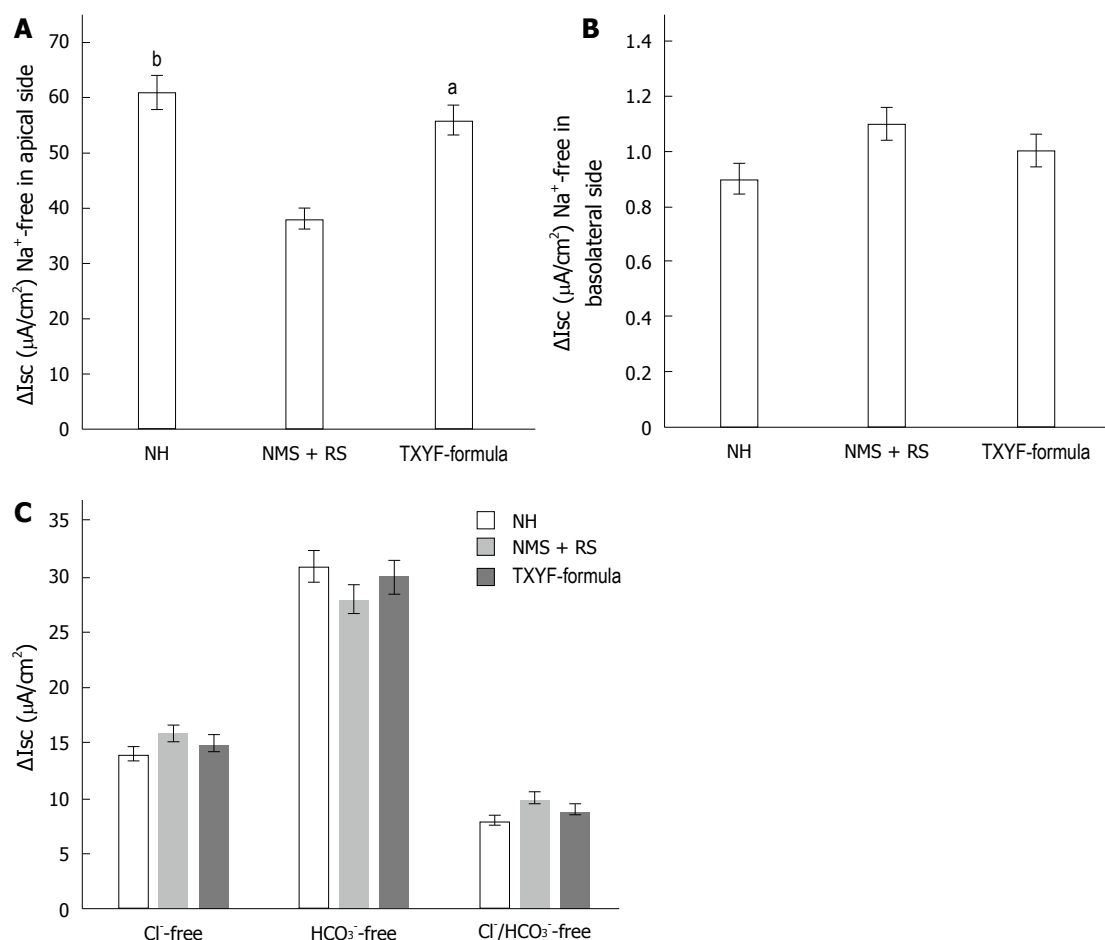 A
ΔIsc (μA/cm²) Na⁺-free in apical side
70
60
50
40
30
20
10
0
b
a
NH
NMS + RS
TXYF-formula
B
ΔIsc (μA/cm²) Na⁺-free in
basolateral side
1.4
1.2
1.0
0.8
0.6
0.4
0.2
0
NH
NMS + RS
TXYF-formula
C
ΔIsc (μA/cm²)
35
30
25
20
15
10
5
0
NH
NMS + RS
TXYF-formula
Cl⁻-free
HCO₃⁻-free
Cl⁻/HCO₃⁻-free